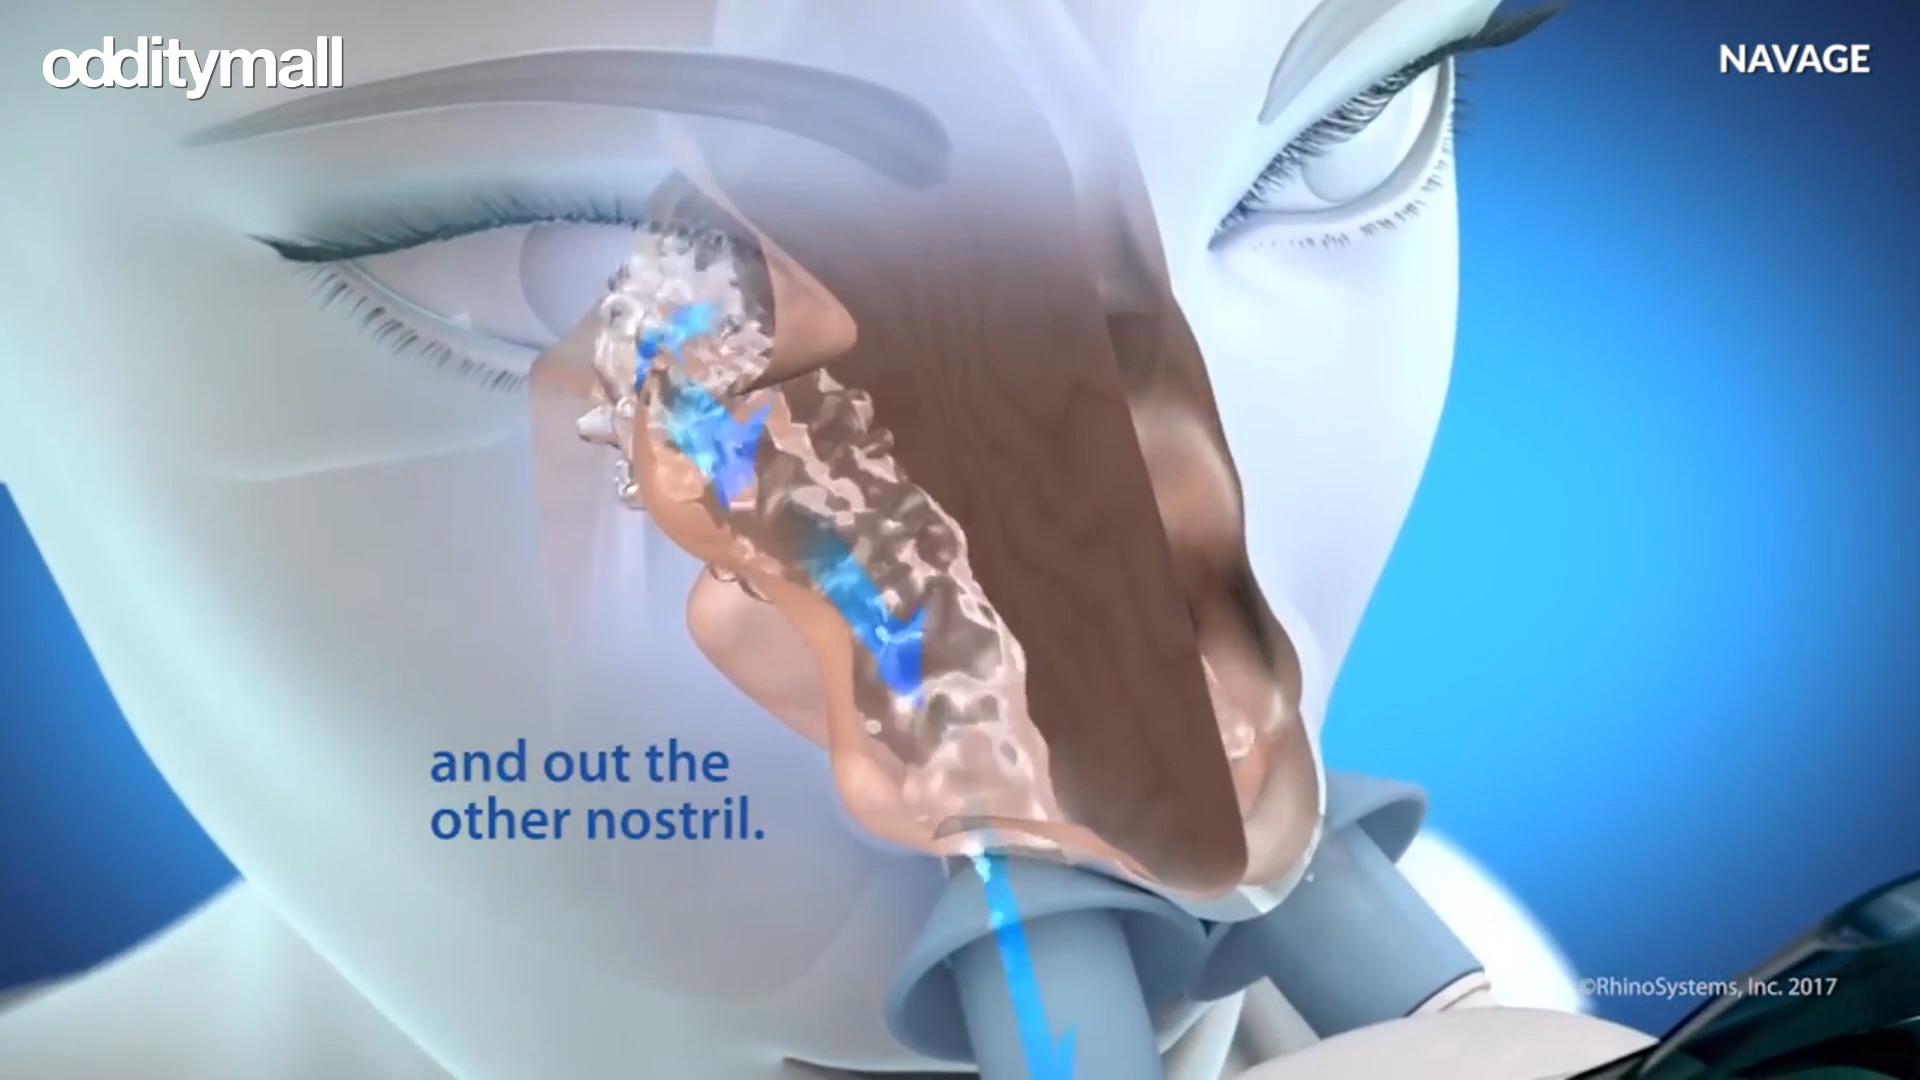 odditymall
NAVAGE
and out the
other nostril.
©RhinoSystems, Inc. 2017